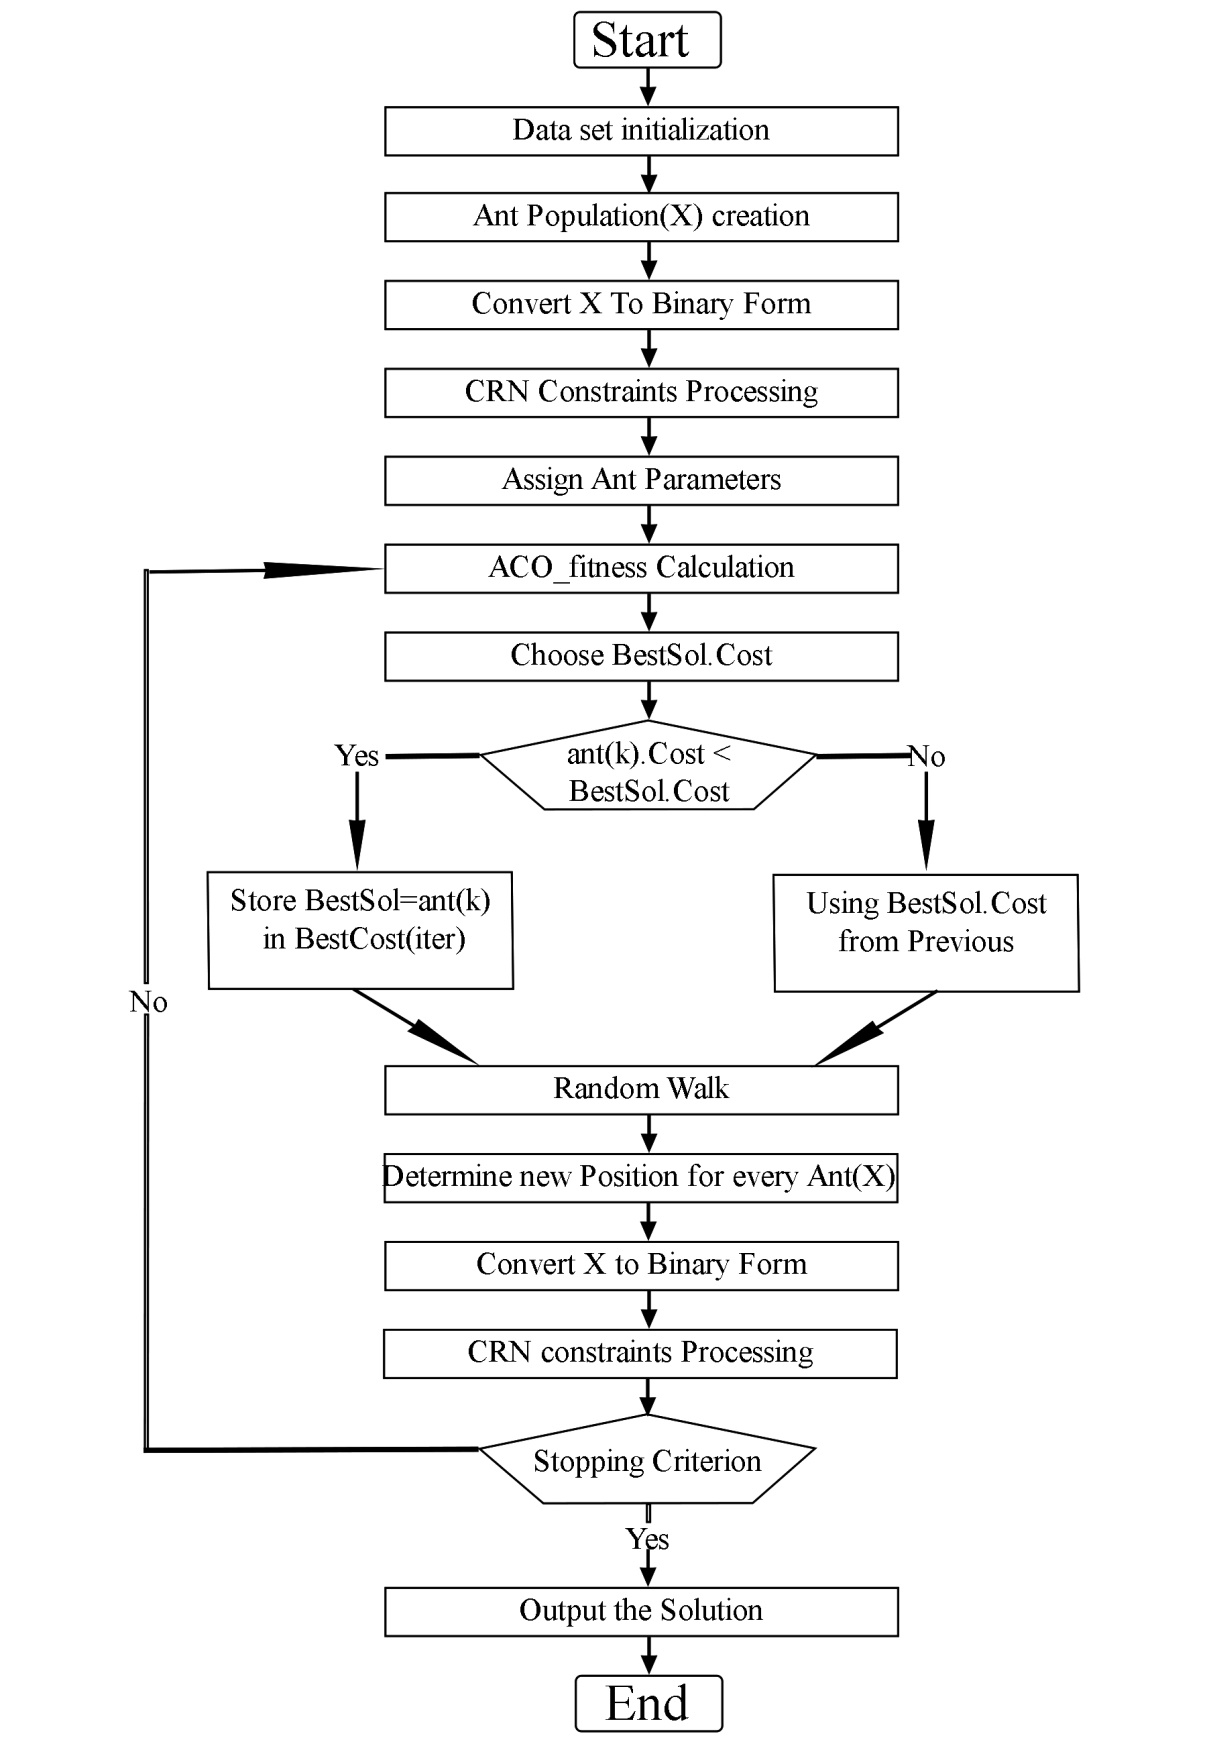 Start
Data set initialization
Ant Population(X) creation
Convert X To Binary Form
CRN Constraints Processing
Assign Ant Parameters
ACO_fitness Calculation
Choose BestSol.Cost
ant(k).Cost <
BestSol.Cost
Yes
No
Store BestSol=ant(k)
in BestCost(iter)
Using BestSol.Cost
from Previous
No
Random Walk
Determine new Position for every Ant(X)
Convert X to Binary Form
CRN constraints Processing
Stopping Criterion
Yes
Output the Solution
End